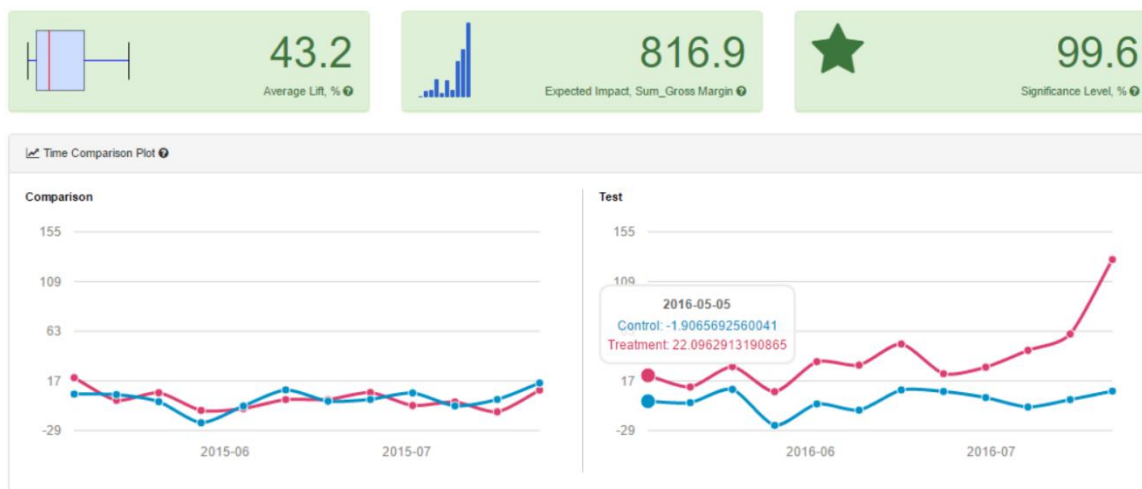 43.2
Average Lift, %
816.9
Expected Impact, Sum_Gross Margin
99.6
Significance Level, %
Time Comparison Plot
Comparison
155
109
63
17
-29
2015-06
2015-07
Test
155
109
63
17
-29
2016-05-05
Control: -1.9065692560041
Treatment: 22.0962913190865
2016-06
2016-07